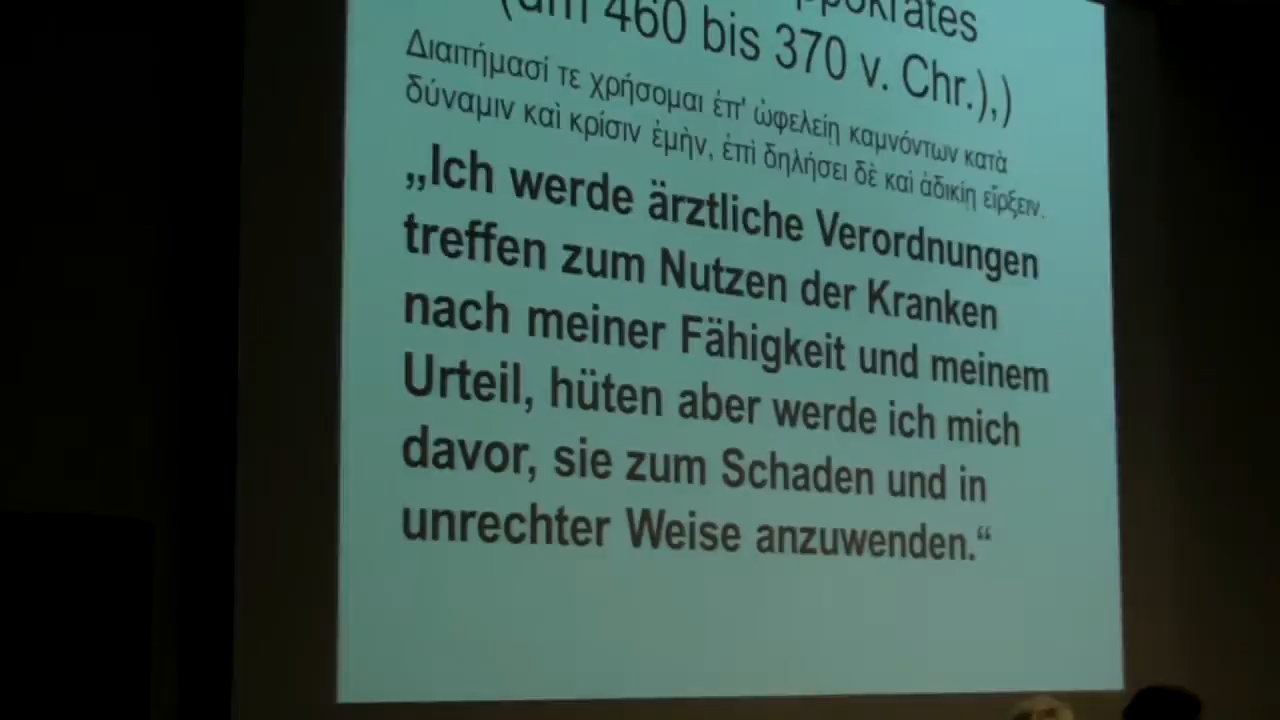 (um 460 bis 370 v. Chr.),)
Διαιτήμασί τε χρήσομαι ἐπ' ὠφελείῃ καμνόντων κατὰ
δύναμιν καὶ κρίσιν ἐμὴν, ἐπὶ δηλήσει δὲ καὶ ἀδικίῃ εἴρξειν.
„Ich werde ärztliche Verordnungen
treffen zum Nutzen der Kranken
nach meiner Fähigkeit und meinem
Urteil, hüten aber werde ich mich
davor, sie zum Schaden und in
unrechter Weise anzuwenden.“